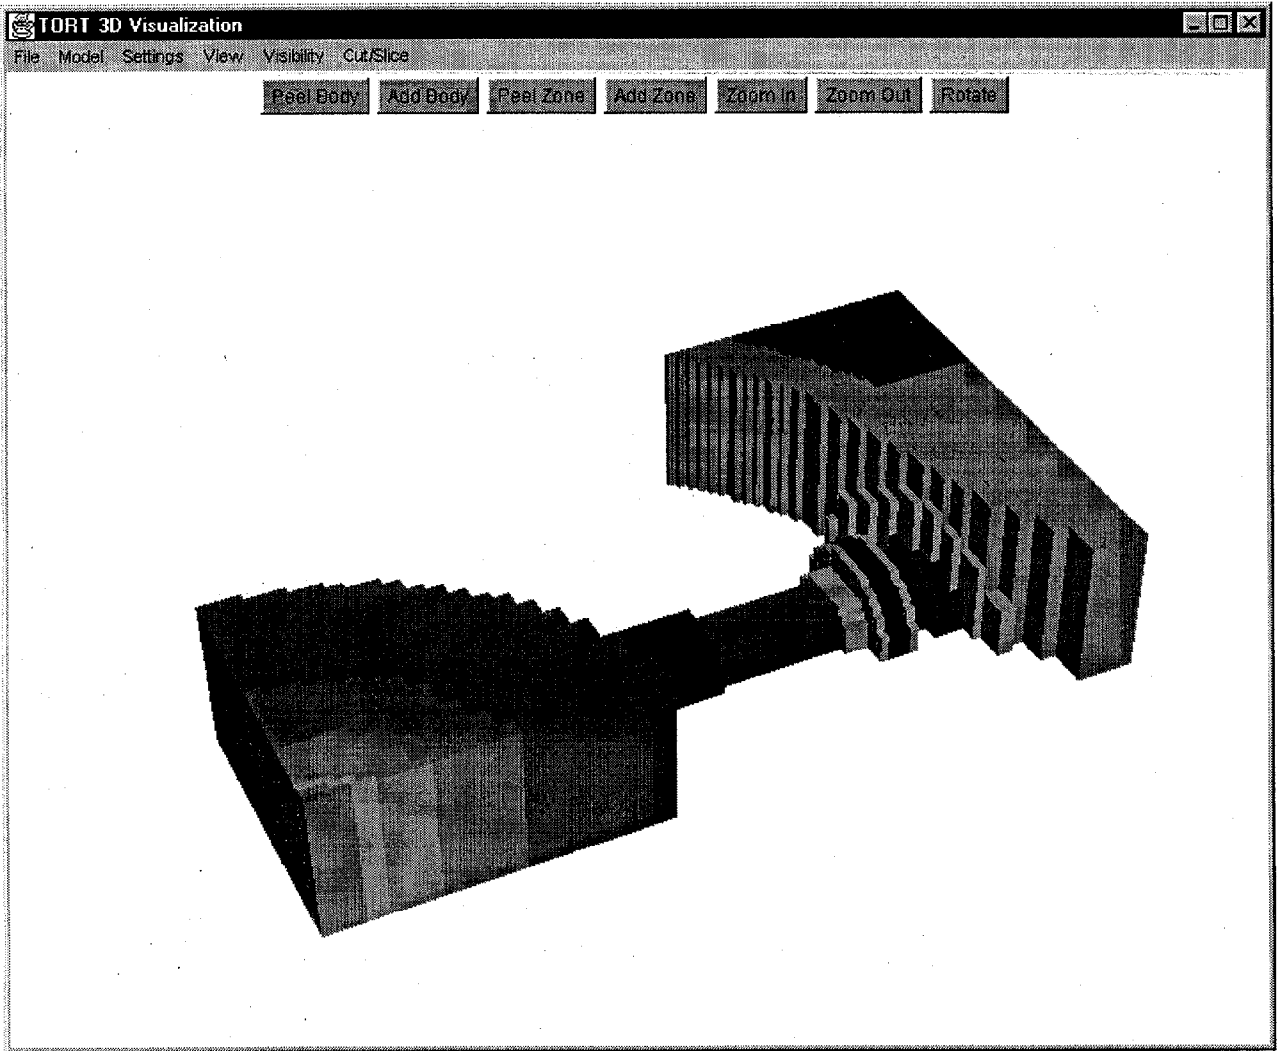 TORT 3D Visualization
File Model Settings View Visibility Cut/Slice
Peel Body Add Body Peel Zone Add Zone Zoom In Zoom Out Rotate